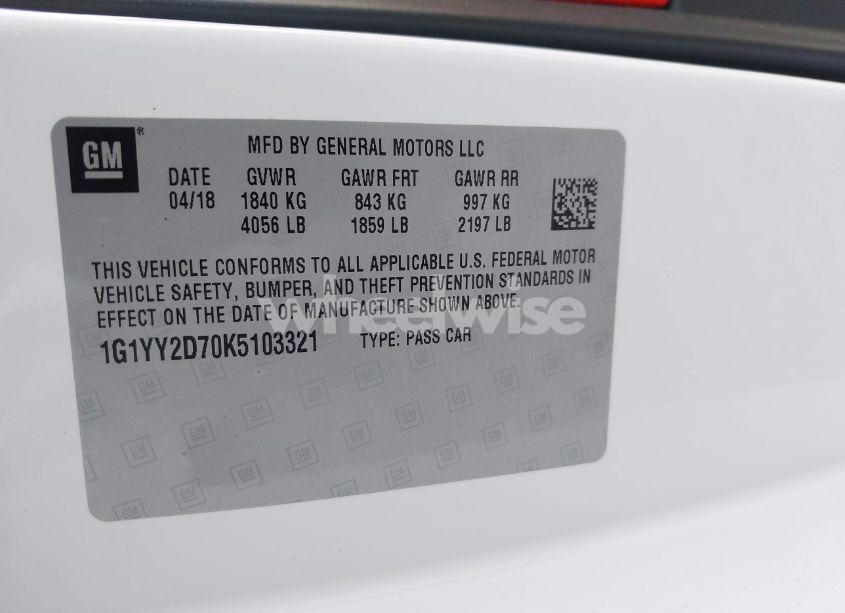 GM ® MFD BY GENERAL MOTORS LLC
DATE GVWR GAWR FRT GAWR RR
04/18 1840 KG 843 KG 997 KG
4056 LB 1859 LB 2197 LB
THIS VEHICLE CONFORMS TO ALL APPLICABLE U.S. FEDERAL MOTOR
VEHICLE SAFETY, BUMPER, AND THEFT PREVENTION STANDARDS IN
EFFECT ON THE DATE OF MANUFACTURE SHOWN ABOVE.
wheelwise
1G1YY2D70K5103321 TYPE: PASS CAR